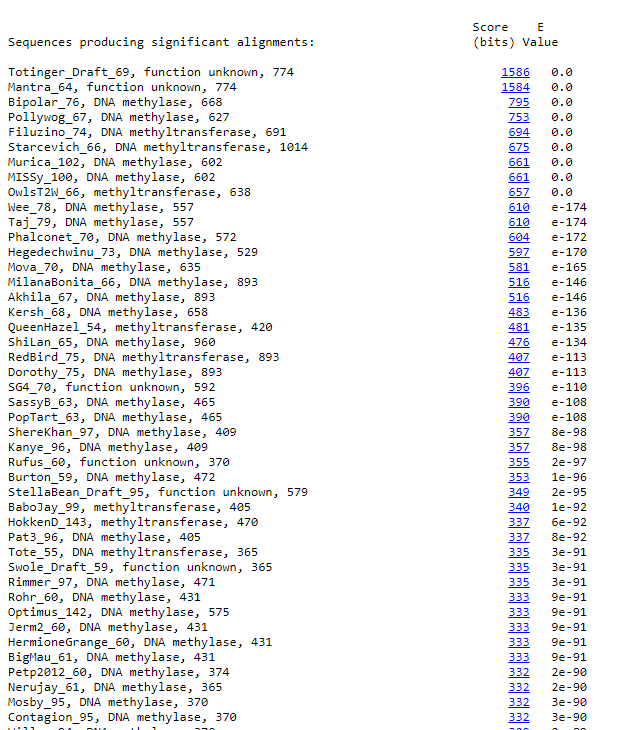 Score E
Sequences producing significant alignments: (bits) Value
Totinger_Draft_69, function unknown, 774 1586 0.0
Mantra_64, function unknown, 774 1584 0.0
Bipolar_76, DNA methylase, 668 795 0.0
Pollywog_67, DNA methylase, 627 753 0.0
Filuzino_74, DNA methyltransferase, 691 694 0.0
Starcevich_66, DNA methyltransferase, 1014 675 0.0
Murica_102, DNA methylase, 602 661 0.0
MISSy_100, DNA methylase, 602 661 0.0
OwlsT2W_66, methyltransferase, 638 657 0.0
Wee_78, DNA methylase, 557 610 e-174
Taj_79, DNA methylase, 557 610 e-174
Phalconet_70, DNA methylase, 572 604 e-172
Hegedechwinu_73, DNA methylase, 529 597 e-170
Mova_70, DNA methylase, 635 581 e-165
MilanaBonita_66, DNA methylase, 893 516 e-146
Akhila_67, DNA methylase, 893 516 e-146
Kersh_68, DNA methylase, 658 483 e-136
QueenHazel_54, methyltransferase, 420 481 e-135
ShiLan_65, DNA methylase, 960 476 e-134
RedBird_75, DNA methyltransferase, 893 407 e-113
Dorothy_75, DNA methylase, 893 407 e-113
SG4_70, function unknown, 592 396 e-110
SassyB_63, DNA methylase, 465 390 e-108
PopTart_63, DNA methylase, 465 390 e-108
ShereKhan_97, DNA methylase, 409 357 8e-98
Kanye_96, DNA methylase, 409 357 8e-98
Rufus_60, function unknown, 370 355 2e-97
Burton_59, DNA methylase, 472 353 1e-96
StellaBean_Draft_95, function unknown, 579 349 2e-95
BaboJay_99, methyltransferase, 405 340 1e-92
HokkenD_143, methyltransferase, 470 337 6e-92
Pat3_96, DNA methylase, 405 337 8e-92
Tote_55, DNA methyltransferase, 365 335 3e-91
Swole_Draft_59, function unknown, 365 335 3e-91
Rimmer_97, DNA methylase, 471 335 3e-91
Rohr_60, DNA methylase, 431 333 9e-91
Optimus_142, DNA methylase, 575 333 9e-91
Jerm2_60, DNA methylase, 431 333 9e-91
HermioneGrange_60, DNA methylase, 431 333 9e-91
BigMau_61, DNA methylase, 431 333 9e-91
Petp2012_60, DNA methylase, 374 332 2e-90
Nerujay_61, DNA methylase, 365 332 2e-90
Mosby_95, DNA methylase, 370 332 3e-90
Contagion_95, DNA methylase, 370 332 3e-90